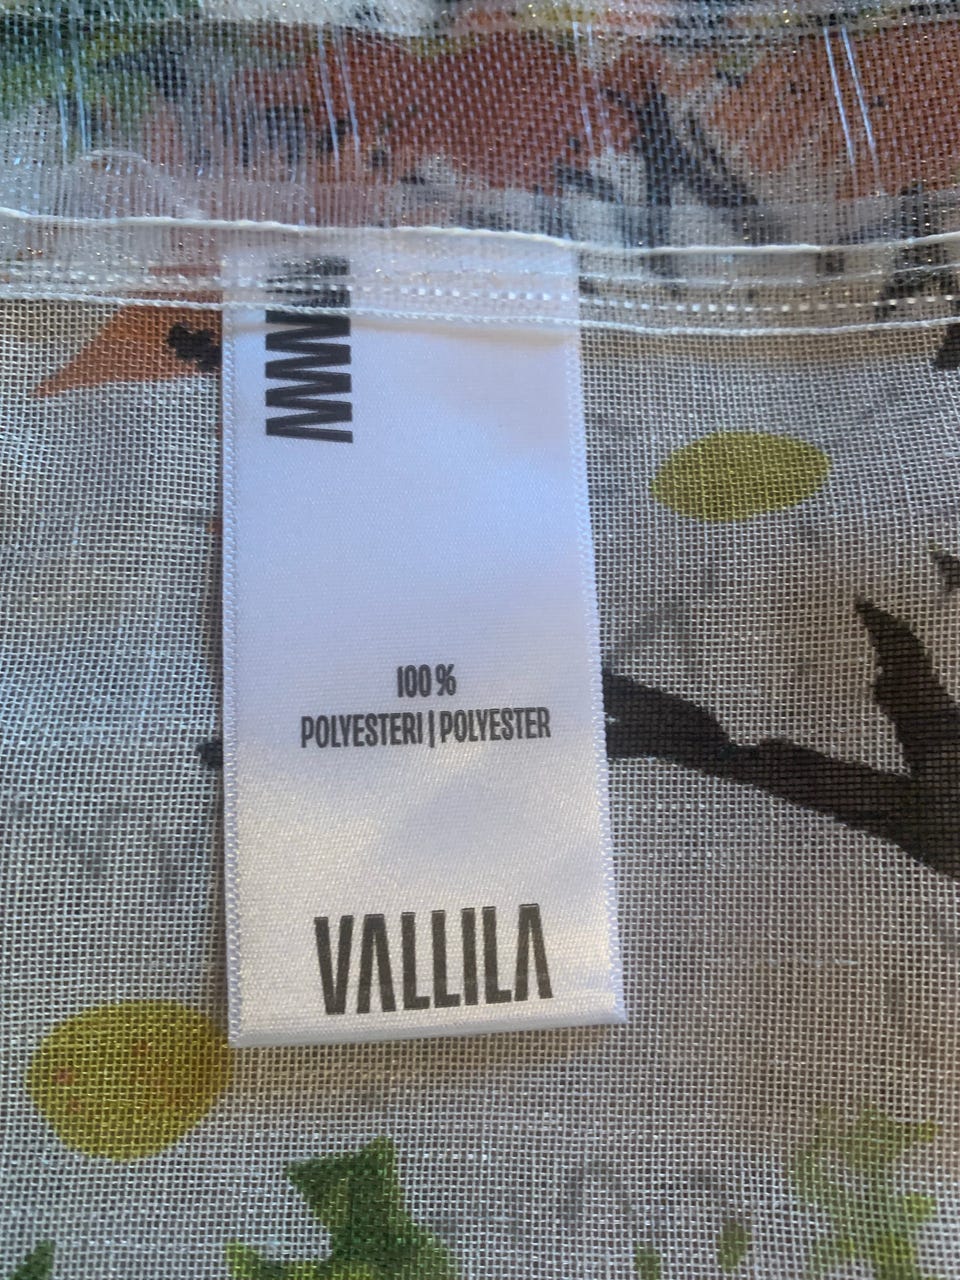 100 %
POLYESTERI | POLYESTER
VALLILA